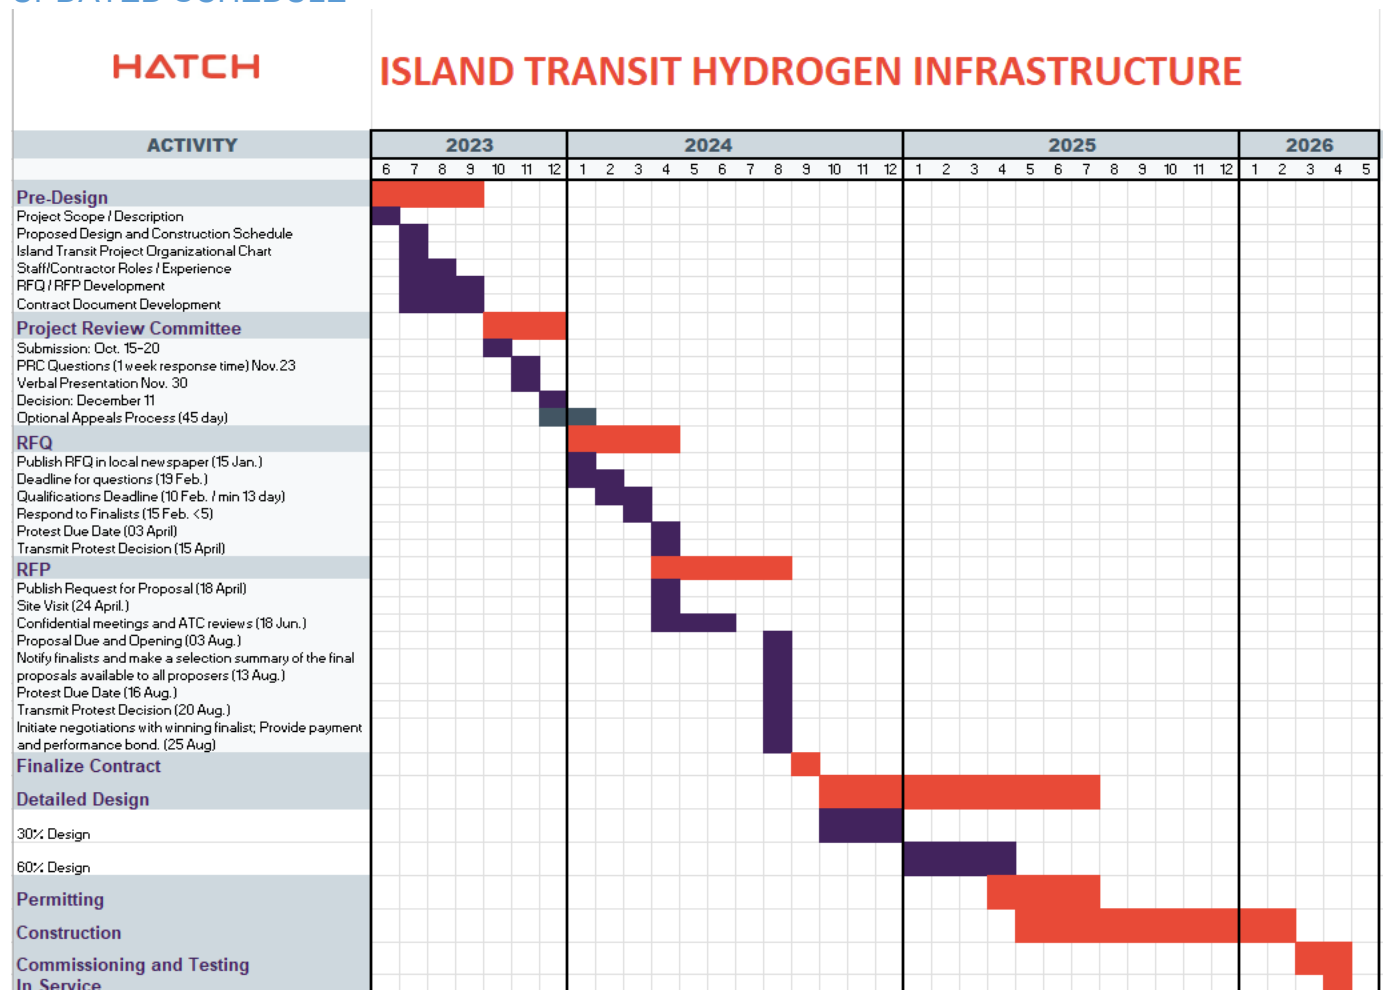 UPDATED SCHEDULE
HATCH
ISLAND TRANSIT HYDROGEN INFRASTRUCTURE
ACTIVITY 2023 2024 2025 2026
6 7 8 9 10 11 12 1 2 3 4 5 6 7 8 9 10 11 12 1 2 3 4 5 6 7 8 9 10 11 12 1 2 3 4 5
Pre-Design
Project Scope / Description
Proposed Design and Construction Schedule
Island Transit Project Organizational Chart
Staff/Contractor Roles / Experience
RFQ / RFP Development
Contract Document Development
Project Review Committee
Submission: Oct. 15-20
PRC Questions (1 week response time) Nov.23
Verbal Presentation Nov. 30
Decision: December 11
Optional Appeals Process (45 day)
RFQ
Publish RFQ in local newspaper (15 Jan.)
Deadline for questions (19 Feb.)
Qualifications Deadline (10 Feb. / min 13 day)
Respond to Finalists (15 Feb. <5)
Protest Due Date (03 April)
Transmit Protest Decision (15 April)
RFP
Publish Request for Proposal (18 April)
Site Visit (24 April.)
Confidential meetings and ATC reviews (18 Jun.)
Proposal Due and Opening (03 Aug.)
Notify finalists and make a selection summary of the final
proposals available to all proposers (13 Aug.)
Protest Due Date (16 Aug.)
Transmit Protest Decision (20 Aug.)
Initiate negotiations with winning finalist; Provide payment
and performance bond. (25 Aug)
Finalize Contract
Detailed Design
30% Design
60% Design
Permitting
Construction
Commissioning and Testing
In Service